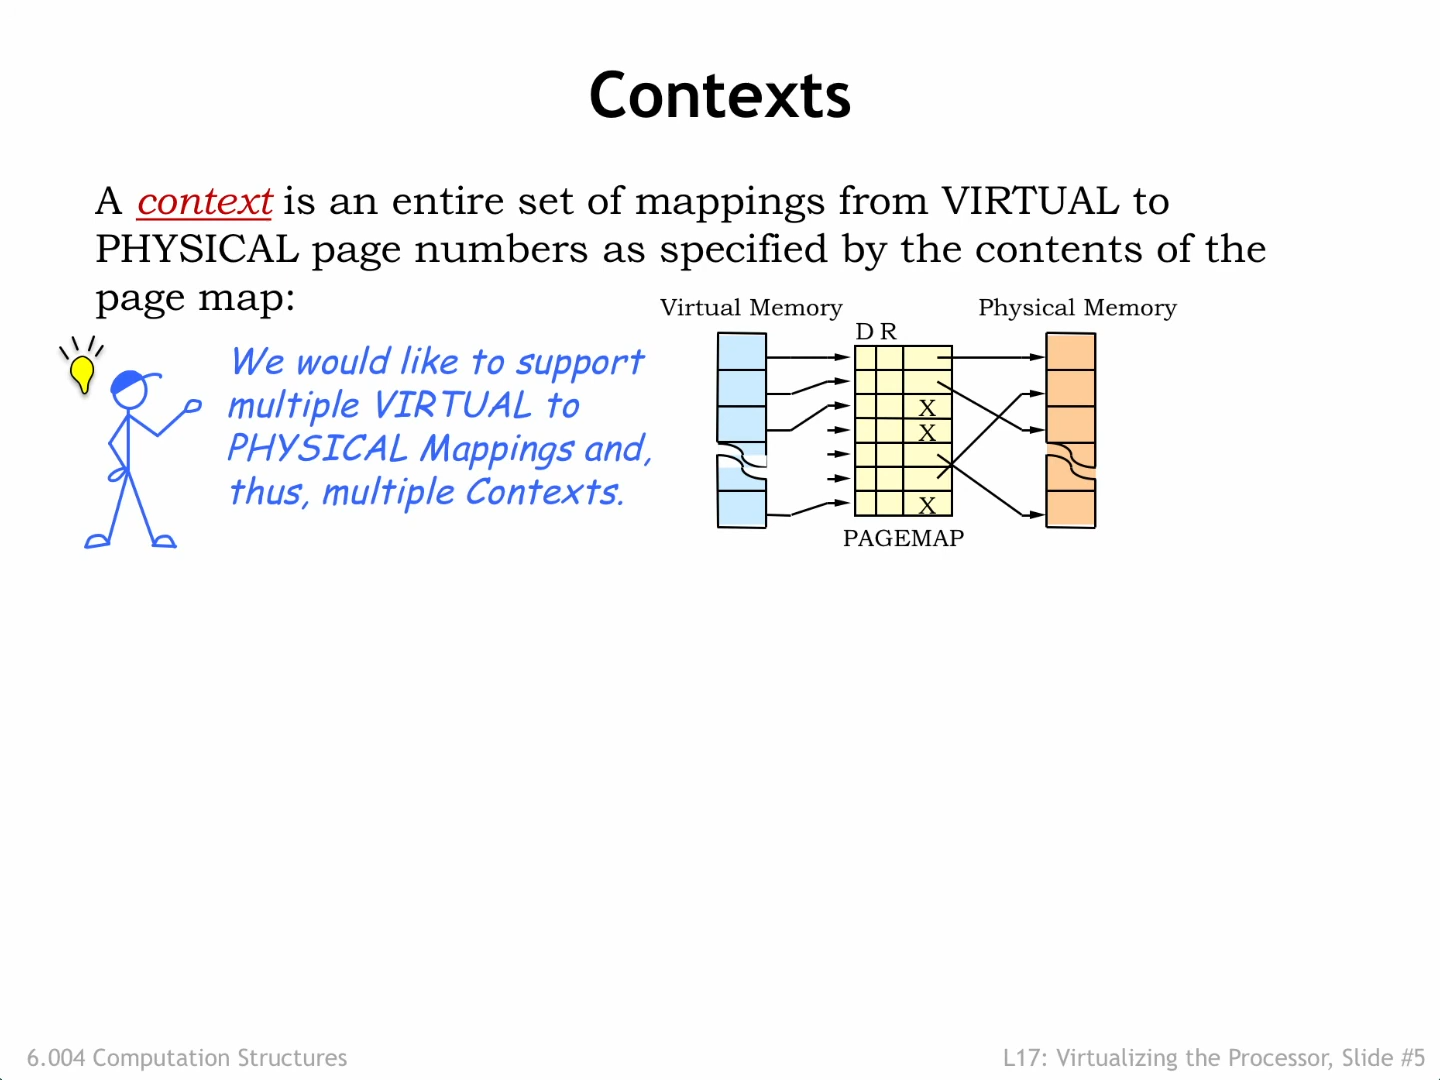 Contexts
A context is an entire set of mappings from VIRTUAL to
PHYSICAL page numbers as specified by the contents of the
page map:
Virtual Memory
Physical Memory
D R
We would like to support
multiple VIRTUAL to
PHYSICAL Mappings and,
thus, multiple Contexts.
X
X
X
PAGEMAP
6.004 Computation Structures
L17: Virtualizing the Processor, Slide #5